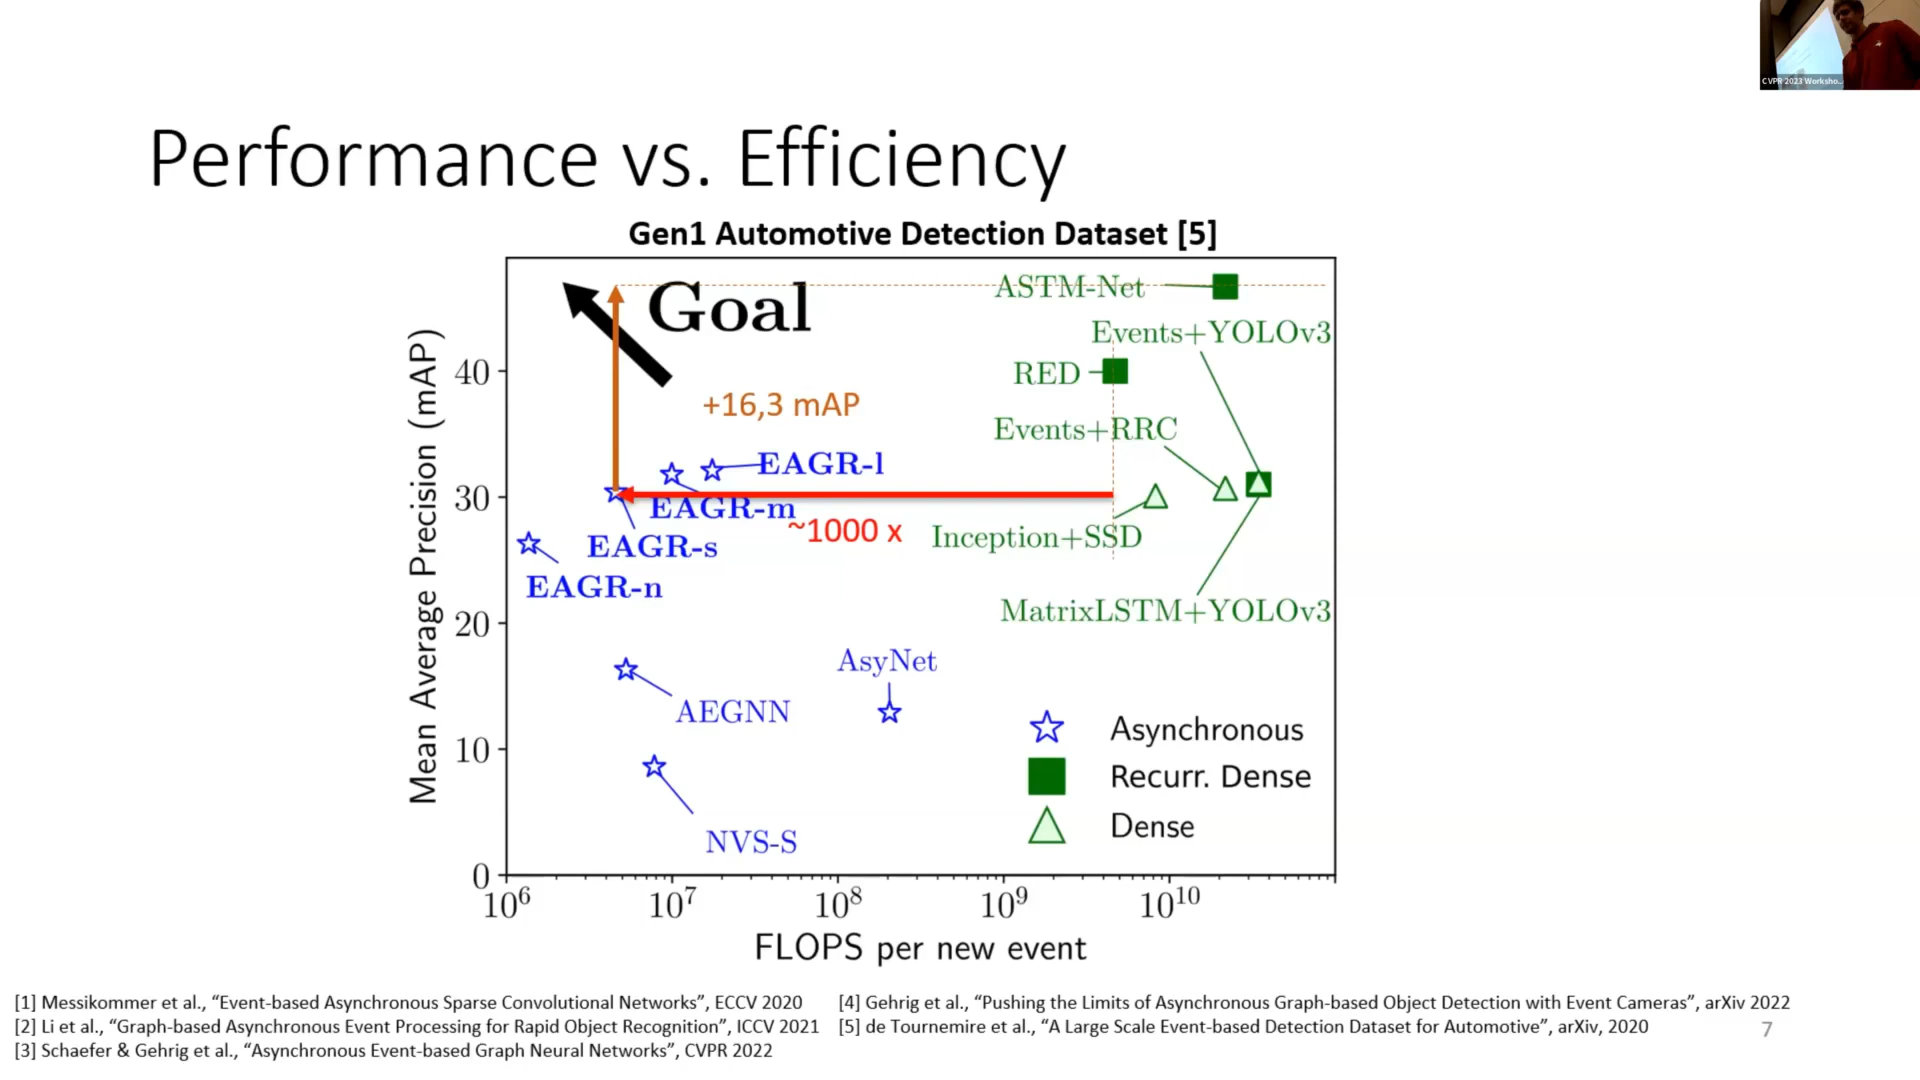 CVPR 2023 Worksho...
Performance vs. Efficiency
Gen1 Automotive Detection Dataset [5]
Goal
ASTM-Net
Events+YOLOv3
RED
+16,3 mAP
Events+RRC
EAGR-l
EAGR-m
~1000 x
Inception+SSD
EAGR-s
EAGR-n
MatrixLSTM+YOLOv3
AsyNet
AEGNN
NVS-S
Asynchronous
Recurr. Dense
Dense
Mean Average Precision (mAP)
40
30
20
10
0
10⁶ 10⁷ 10⁸ 10⁹ 10¹⁰
FLOPS per new event
[1] Messikommer et al., “Event-based Asynchronous Sparse Convolutional Networks”, ECCV 2020
[2] Li et al., “Graph-based Asynchronous Event Processing for Rapid Object Recognition”, ICCV 2021
[3] Schaefer & Gehrig et al., “Asynchronous Event-based Graph Neural Networks”, CVPR 2022
[4] Gehrig et al., “Pushing the Limits of Asynchronous Graph-based Object Detection with Event Cameras”, arXiv 2022
[5] de Tournemire et al., “A Large Scale Event-based Detection Dataset for Automotive”, arXiv, 2020
7